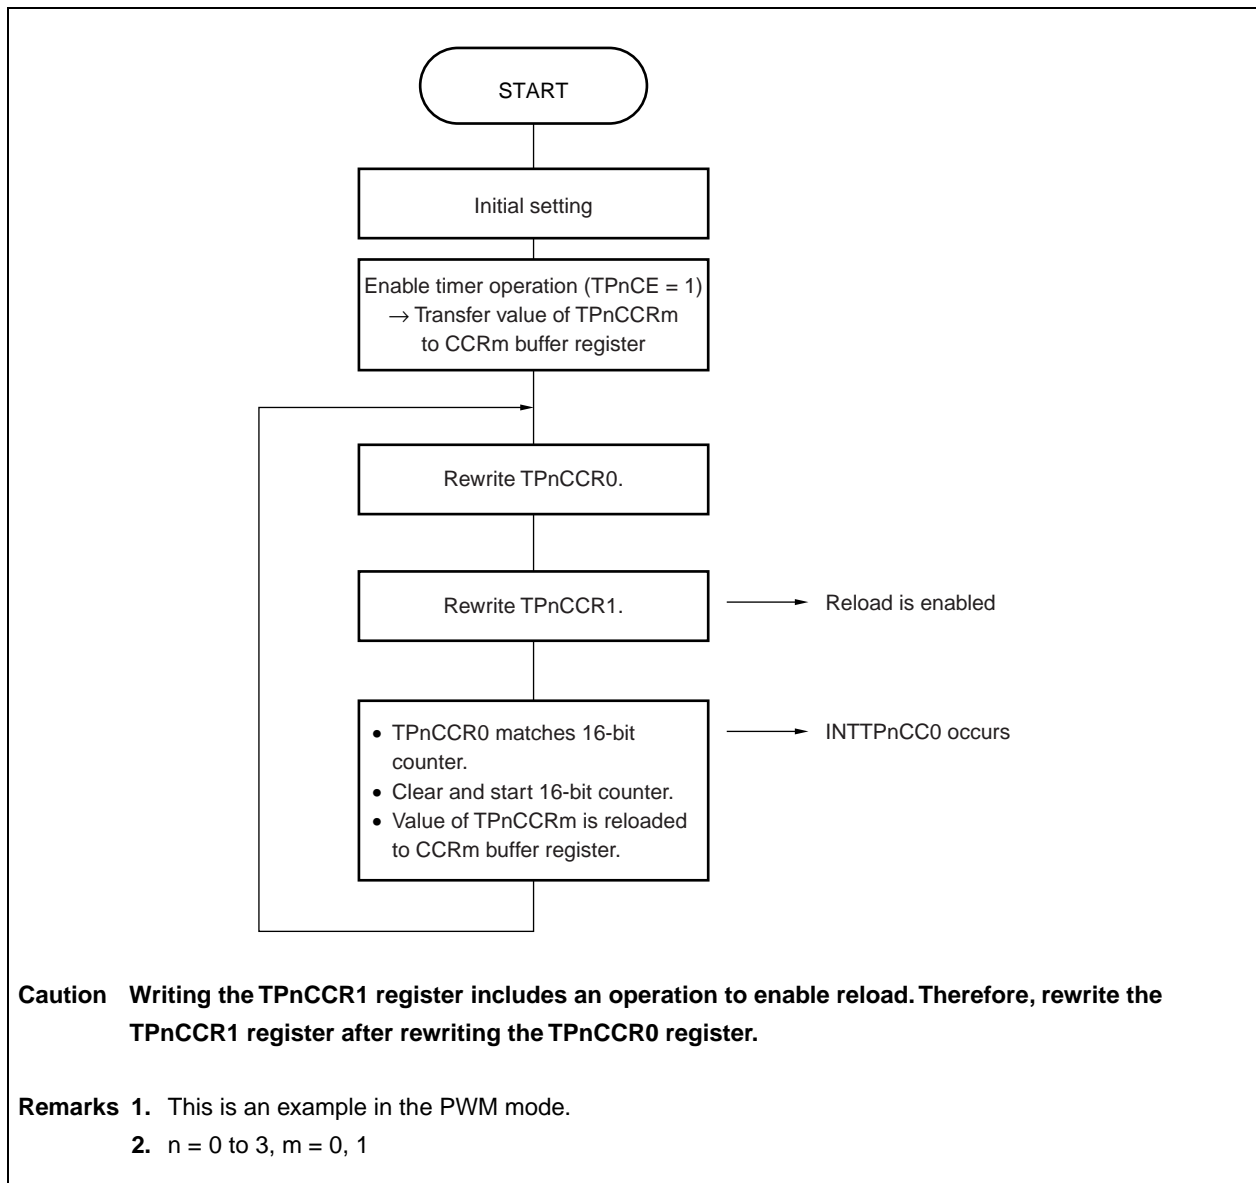 START
Initial setting
Enable timer operation (TPnCE = 1)
→ Transfer value of TPnCCRm
to CCRm buffer register
Rewrite TPnCCR0.
Rewrite TPnCCR1.
Reload is enabled
• TPnCCR0 matches 16-bit
counter.
• Clear and start 16-bit counter.
• Value of TPnCCRm is reloaded
to CCRm buffer register.
INTTPnCC0 occurs
Caution Writing the TPnCCR1 register includes an operation to enable reload. Therefore, rewrite the
TPnCCR1 register after rewriting the TPnCCR0 register.
Remarks 1. This is an example in the PWM mode.
2. n = 0 to 3, m = 0, 1